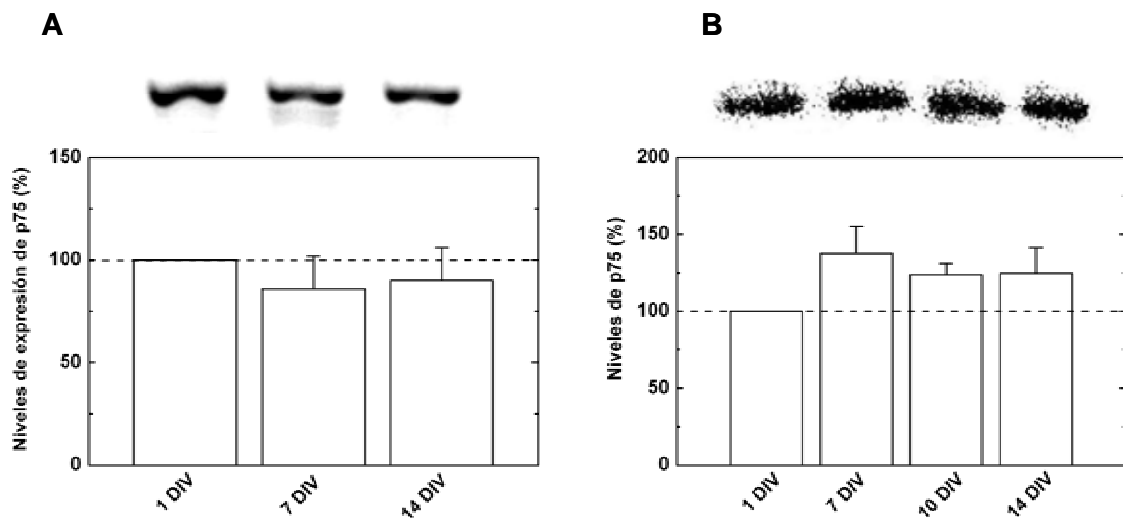 A
B
150
100
50
0
Niveles de expresión de p75 (%)
1 DIV
7 DIV
14 DIV
200
150
100
50
0
Niveles de p75 (%)
1 DIV
7 DIV
10 DIV
14 DIV